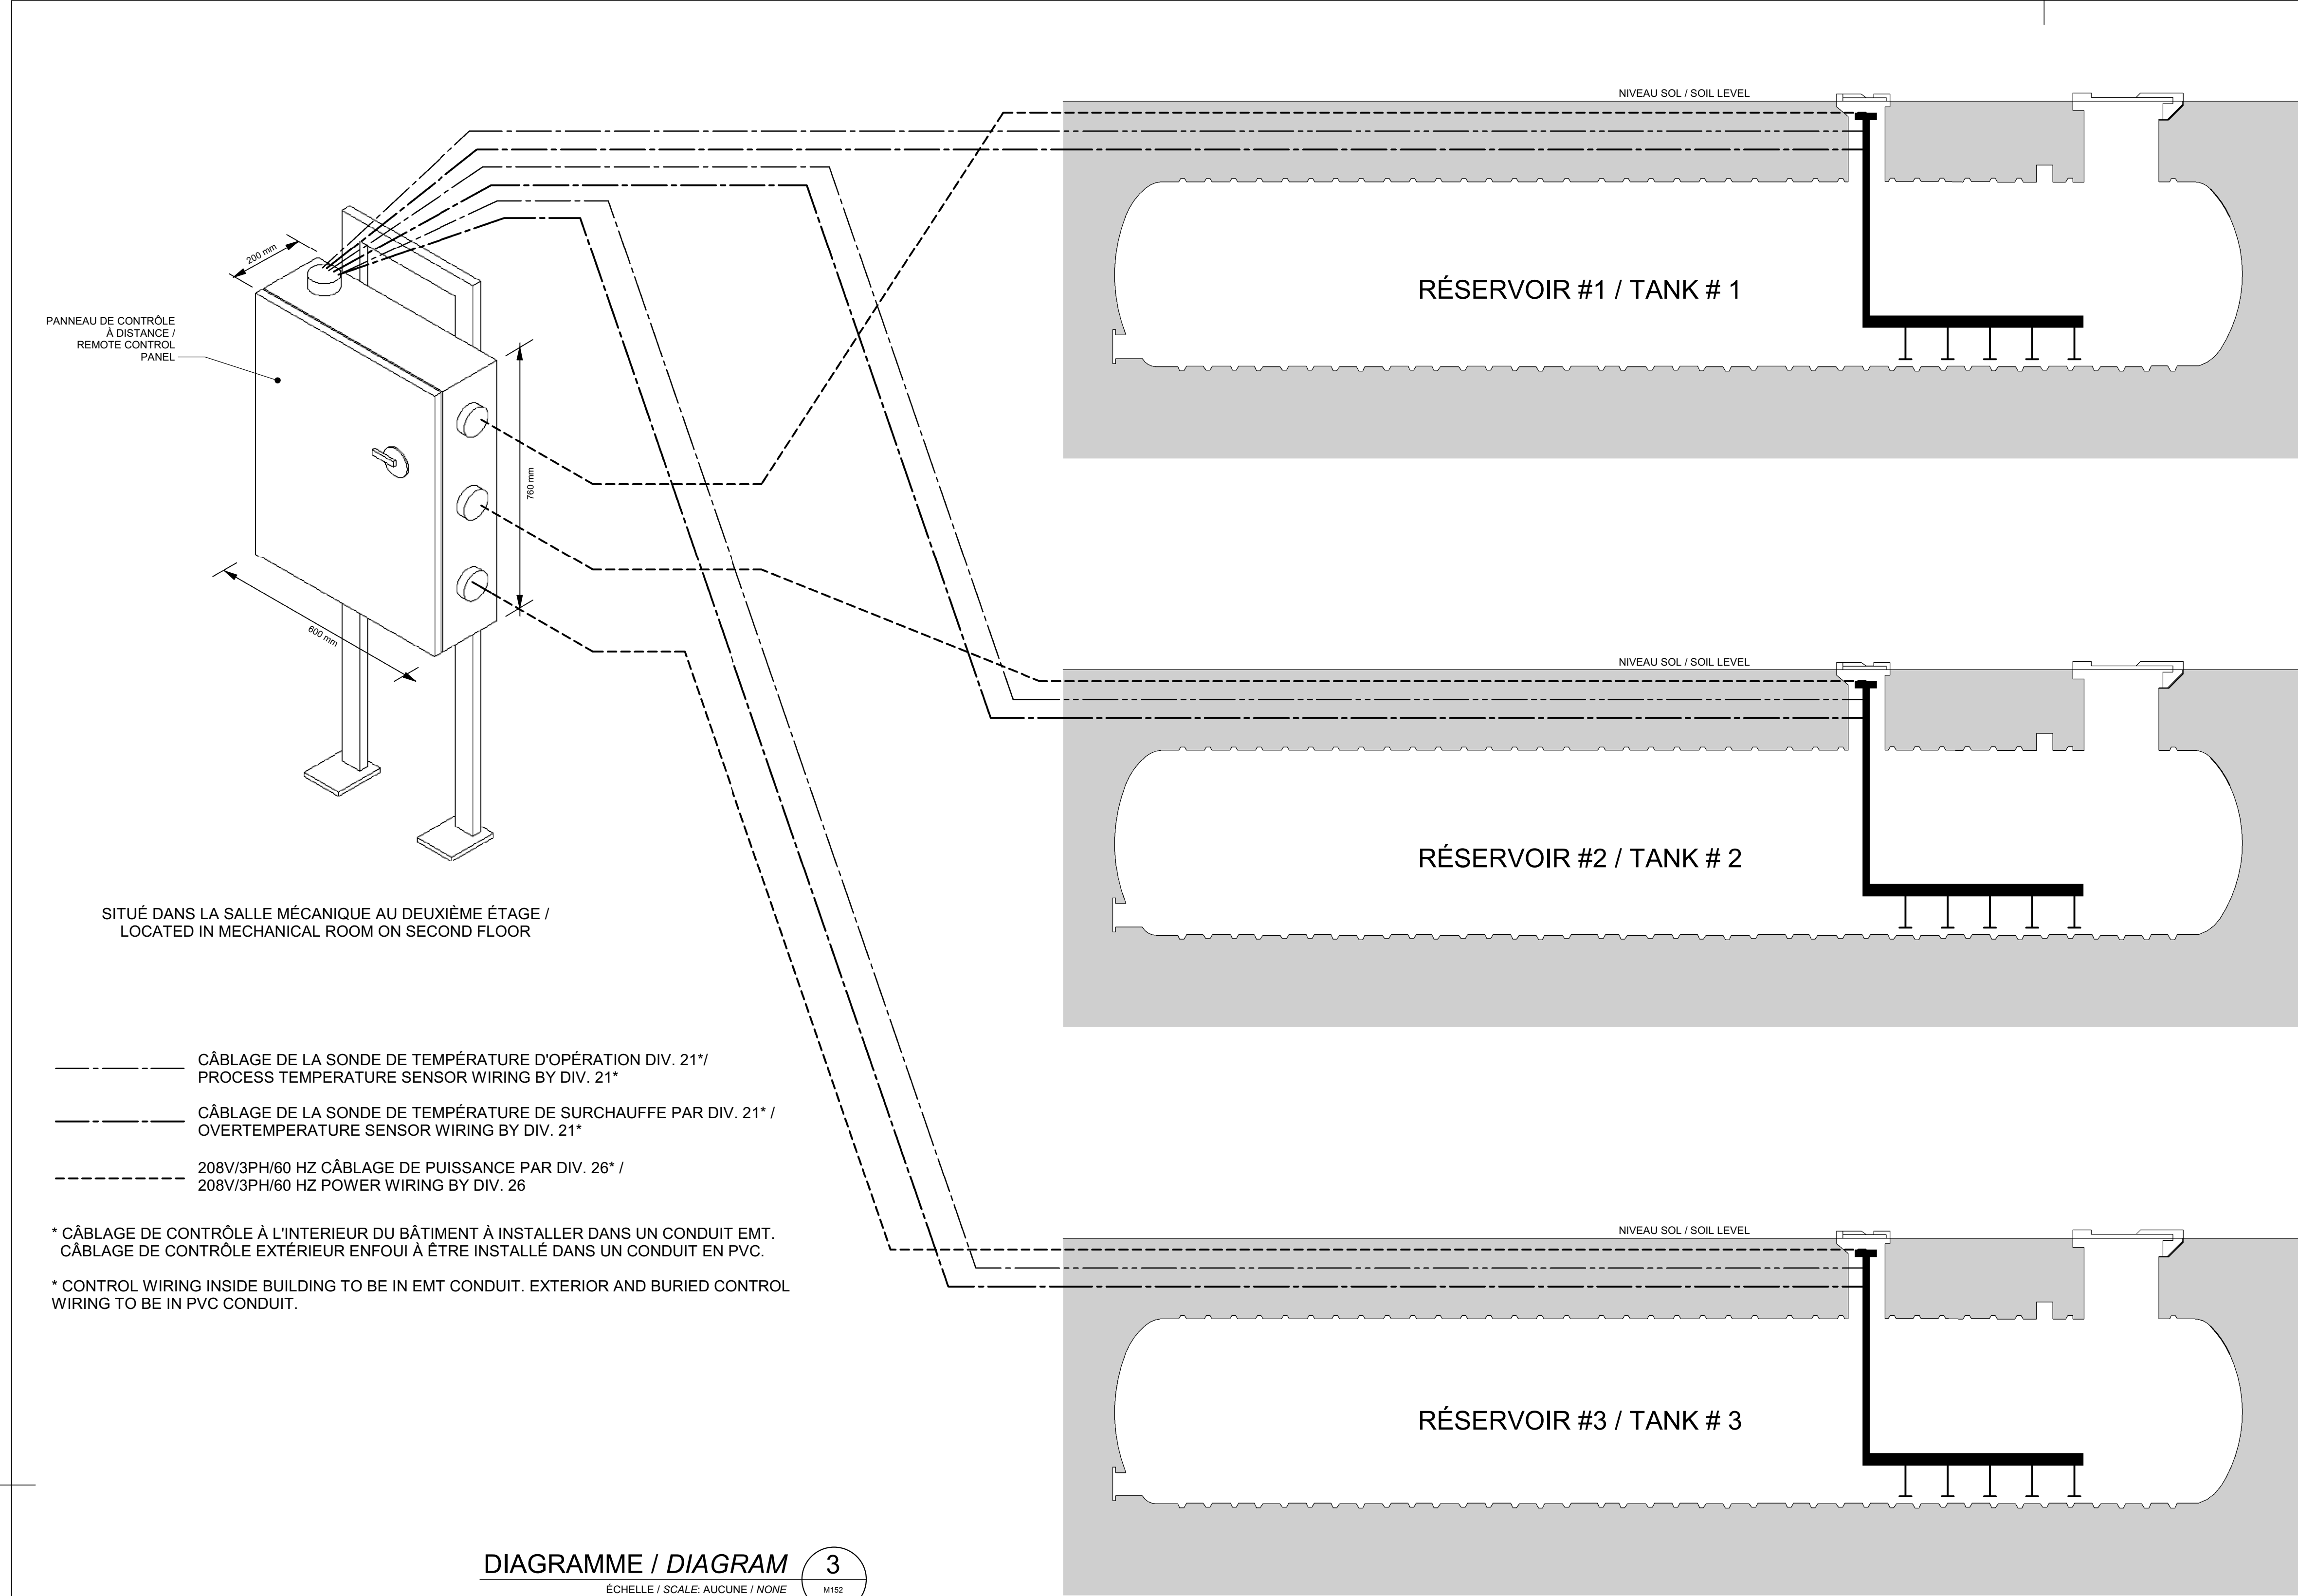 NIVEAU SOL / SOIL LEVEL
200 mm
PANNEAU DE CONTRÔLE
À DISTANCE /
REMOTE CONTROL
PANEL
RÉSERVOIR #1 / TANK # 1
760 mm
600 mm
NIVEAU SOL / SOIL LEVEL
RÉSERVOIR #2 / TANK # 2
SITUÉ DANS LA SALLE MÉCANIQUE AU DEUXIÈME ÉTAGE /
LOCATED IN MECHANICAL ROOM ON SECOND FLOOR
CÂBLAGE DE LA SONDE DE TEMPÉRATURE D'OPÉRATION DIV. 21*/
PROCESS TEMPERATURE SENSOR WIRING BY DIV. 21*
CÂBLAGE DE LA SONDE DE TEMPÉRATURE DE SURCHAUFFE PAR DIV. 21* /
OVERTEMPERATURE SENSOR WIRING BY DIV. 21*
208V/3PH/60 HZ CÂBLAGE DE PUISSANCE PAR DIV. 26* /
208V/3PH/60 HZ POWER WIRING BY DIV. 26
* CÂBLAGE DE CONTRÔLE À L'INTERIEUR DU BÂTIMENT À INSTALLER DANS UN CONDUIT EMT.
CÂBLAGE DE CONTRÔLE EXTÉRIEUR ENFOUI À ÊTRE INSTALLÉ DANS UN CONDUIT EN PVC.
* CONTROL WIRING INSIDE BUILDING TO BE IN EMT CONDUIT. EXTERIOR AND BURIED CONTROL
WIRING TO BE IN PVC CONDUIT.
NIVEAU SOL / SOIL LEVEL
RÉSERVOIR #3 / TANK # 3
DIAGRAMME / DIAGRAM
3
ÉCHELLE / SCALE: AUCUNE / NONE
M152